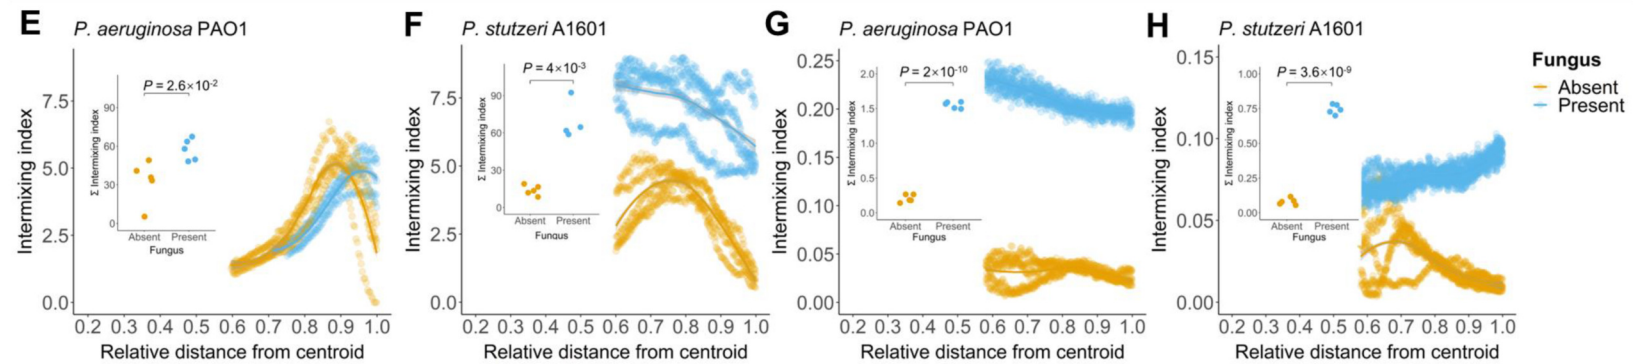 E
P. aeruginosa PAO1
Intermixing index
7.5
5.0
2.5
0.0
0.2 0.3 0.4 0.5 0.6 0.7 0.8 0.9 1.0
Relative distance from centroid
P = 2.6×10-2
Σ Intermixing index
90
60
30
0
Absent Present
Fungus
F
P. stutzeri A1601
Intermixing index
7.5
5.0
2.5
0.0
0.2 0.3 0.4 0.5 0.6 0.7 0.8 0.9 1.0
Relative distance from centroid
P = 4×10-3
Σ Intermixing index
90
60
30
0
Absent Present
Fungus
G
P. aeruginosa PAO1
Intermixing index
0.25
0.20
0.15
0.10
0.05
0.00
0.2 0.3 0.4 0.5 0.6 0.7 0.8 0.9 1.0
Relative distance from centroid
P = 2×10-10
Σ Intermixing index
2.0
1.5
1.0
0.5
0.0
Absent Present
Fungus
H
P. stutzeri A1601
Intermixing index
0.15
0.10
0.05
0.00
0.2 0.3 0.4 0.5 0.6 0.7 0.8 0.9 1.0
Relative distance from centroid
P = 3.6×10-9
Σ Intermixing index
1.00
0.75
0.50
0.25
0.00
Absent Present
Fungus
Fungus
Absent
Present